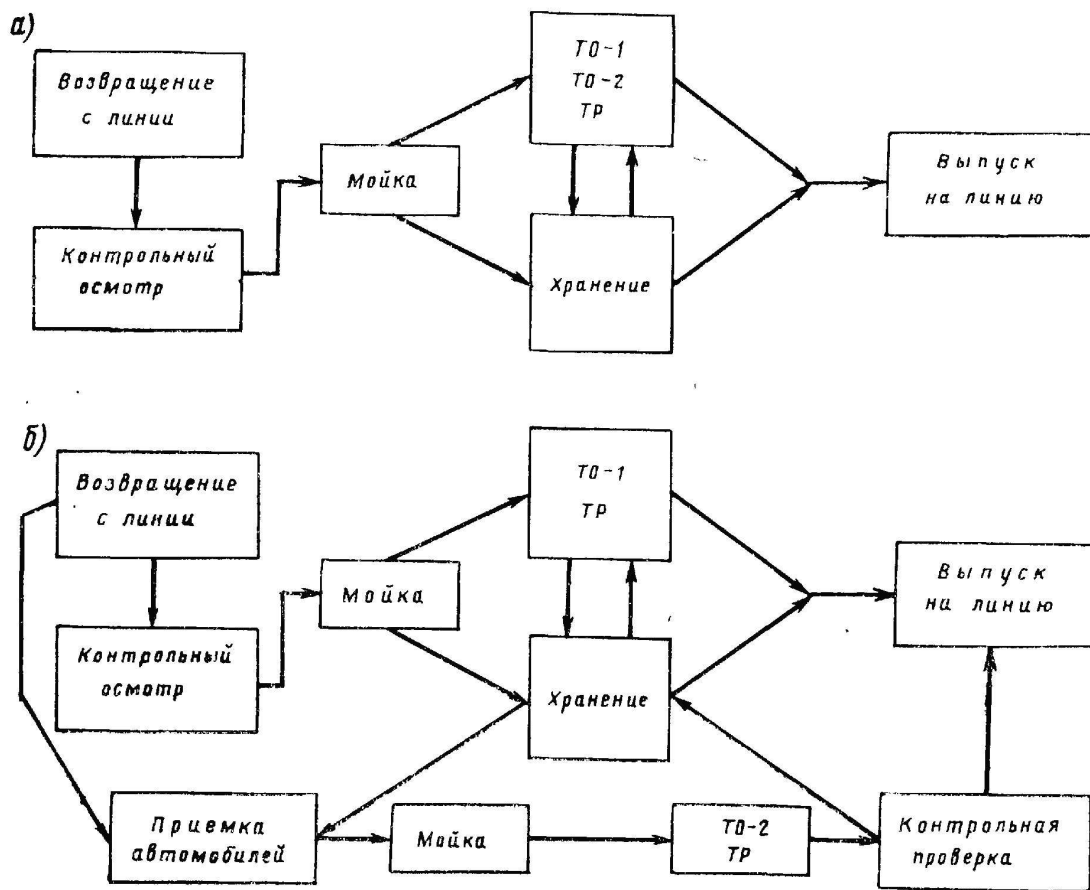 а)
Возвращение
с линии
Контрольный
осмотр
Мойка
ТО-1
ТО-2
ТР
Хранение
Выпуск
на линию
б)
Возвращение
с линии
Контрольный
осмотр
Мойка
ТО-1
ТР
Хранение
Выпуск
на линию
Приемка
автомобилей
Мойка
ТО-2
ТР
Контрольная
проверка